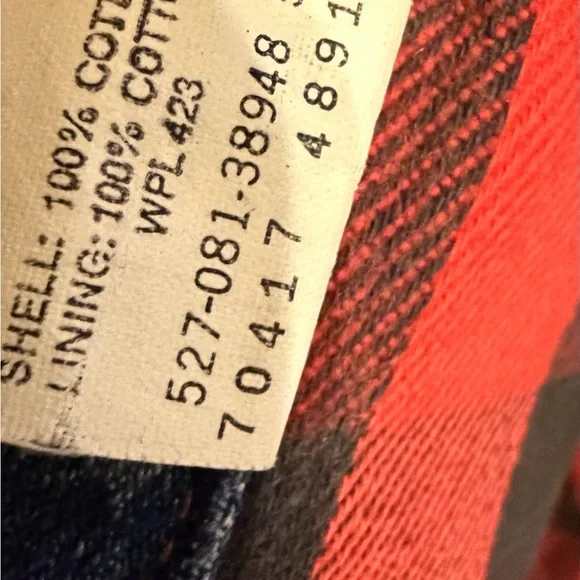 SHELL: 100% COTT
LINING: 100% COTT
WPL 423
527-081-38948
70417 4891